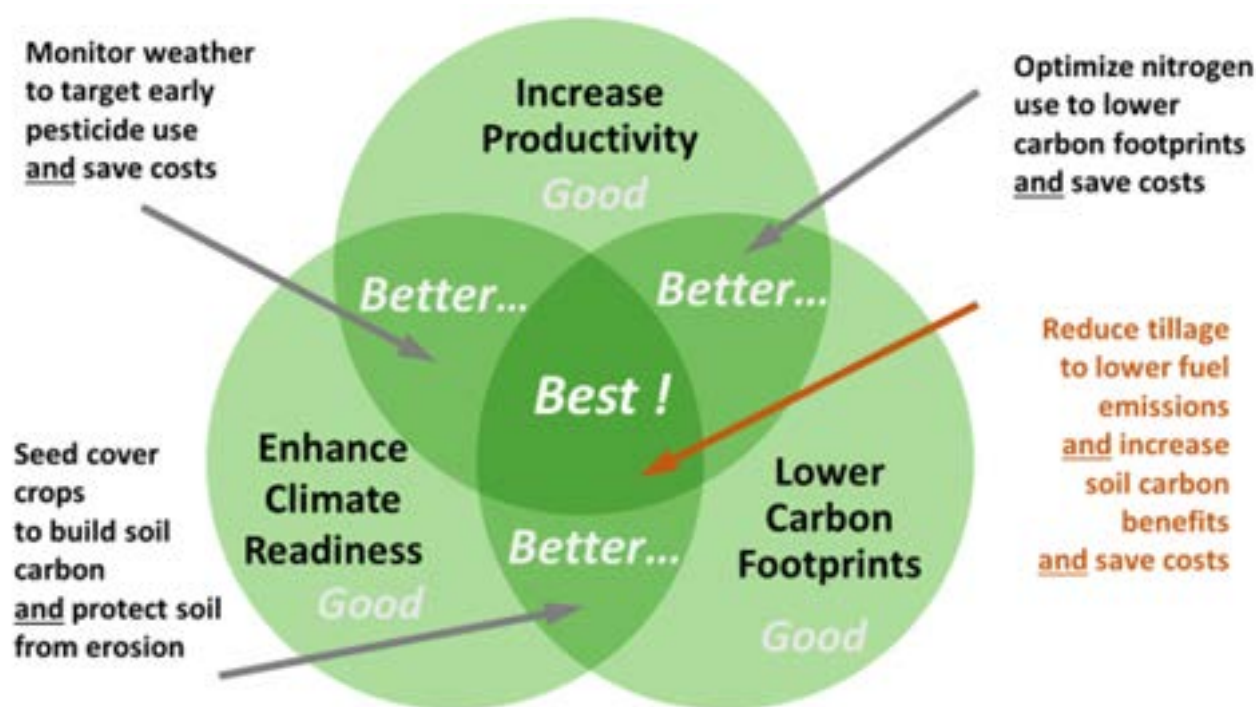 Monitor weather
to target early
pesticide use
and save costs
Increase
Productivity
Good
Optimize nitrogen
use to lower
carbon footprints
and save costs
Better...
Better...
Best !
Reduce tillage
to lower fuel
emissions
and increase
soil carbon
benefits
and save costs
Enhance
Climate
Readiness
Good
Lower
Carbon
Footprints
Good
Better...
Seed cover
crops
to build soil
carbon
and protect soil
from erosion